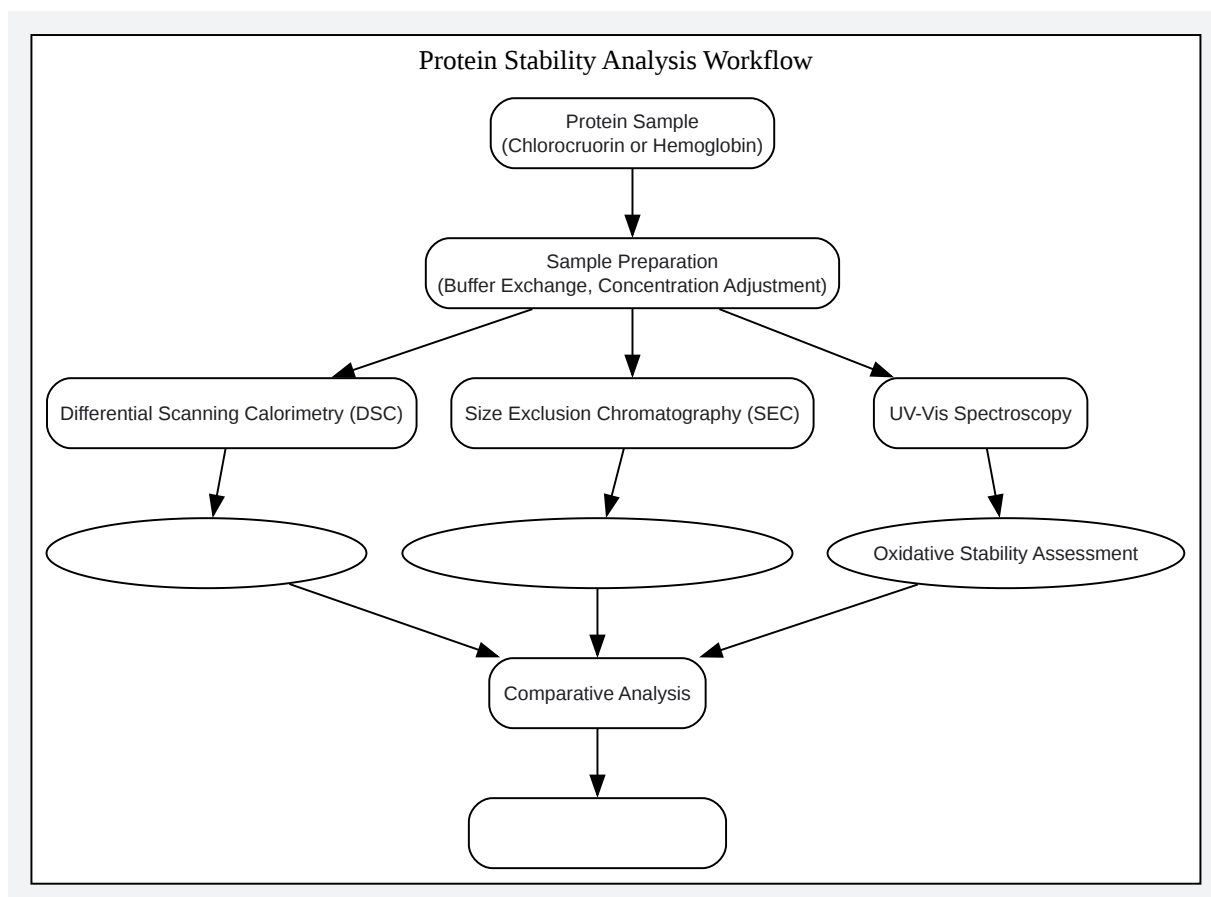 Protein Stability Analysis Workflow
Protein Sample
(Chlorocruorin or Hemoglobin)
Sample Preparation
(Buffer Exchange, Concentration Adjustment)
Differential Scanning Calorimetry (DSC)
Size Exclusion Chromatography (SEC)
UV-Vis Spectroscopy
Oxidative Stability Assessment
Comparative Analysis